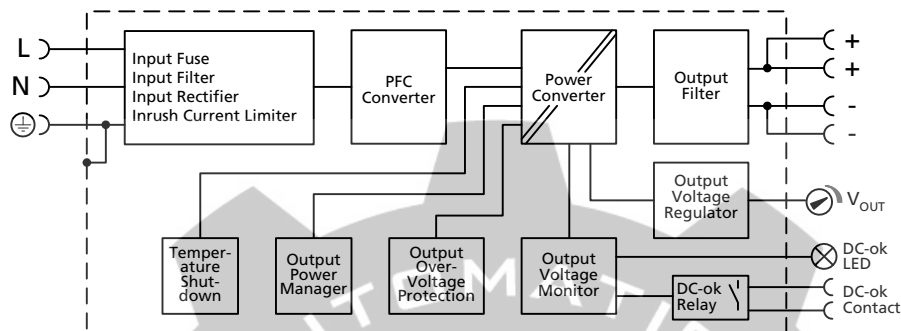 L
N
Input Fuse
Input Filter
Input Rectifier
Inrush Current Limiter
PFC
Converter
Power
Converter
Output
Filter
+
+
-
-
Output
Voltage
Regulator
VOUT
Temper-
ature
Shut-
down
Output
Power
Manager
Output
Over-
Voltage
Protection
Output
Voltage
Monitor
DC-ok
LED
DC-ok
Relay
DC-ok
Contact
UTOMAT